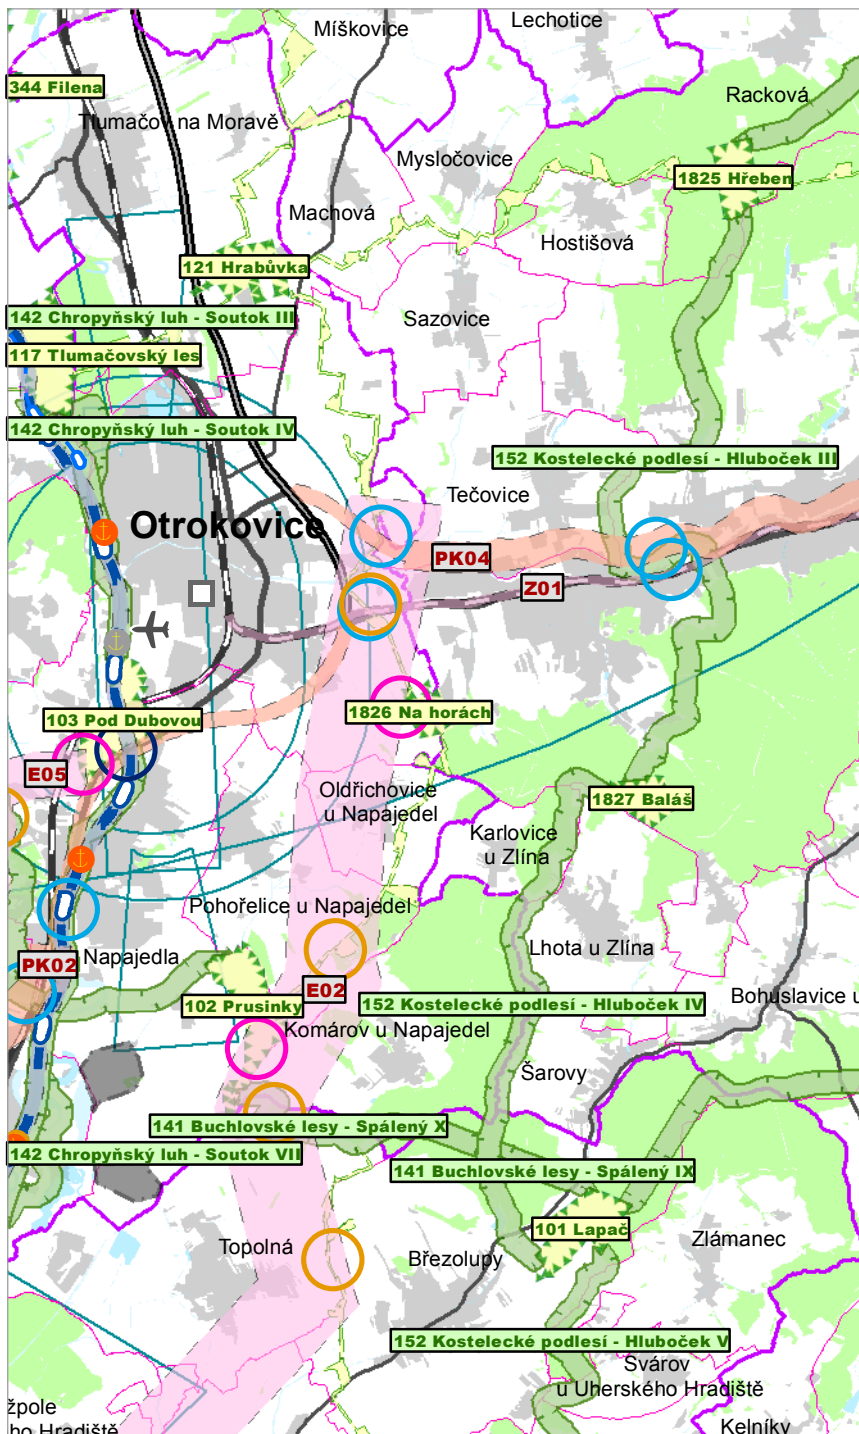 Míškovice
Lechotice
344 Filena
Racková
Tlumačov na Moravě
Mysločovice
1825 Hřeben
Machová
Hostišová
121 Hrabůvka
142 Chropyňský luh - Soutok III
Sazovice
117 Tlumačovský les
142 Chropyňský luh - Soutok IV
152 Kostelecké podlesí - Hluboček III
Tečovice
Otrokovice
PK04
Z01
1826 Na horách
103 Pod Dubovou
E05
Oldřichovice
u Napajedel
1827 Baláš
Karlovice
u Zlína
Pohořelice u Napajedel
Lhota u Zlína
Napajedla
PK02
E02
102 Prusinky
152 Kostelecké podlesí - Hluboček IV
Bohuslavice u
Komárov u Napajedel
Šarovy
141 Buchlovské lesy - Spálený X
142 Chropyňský luh - Soutok VII
141 Buchlovské lesy - Spálený IX
101 Lapač
Topolná
Březolupy
Zlámanec
152 Kostelecké podlesí - Hluboček V
Svárov
u Uherského Hradiště
žpole
ho Hradiště
Kelníky